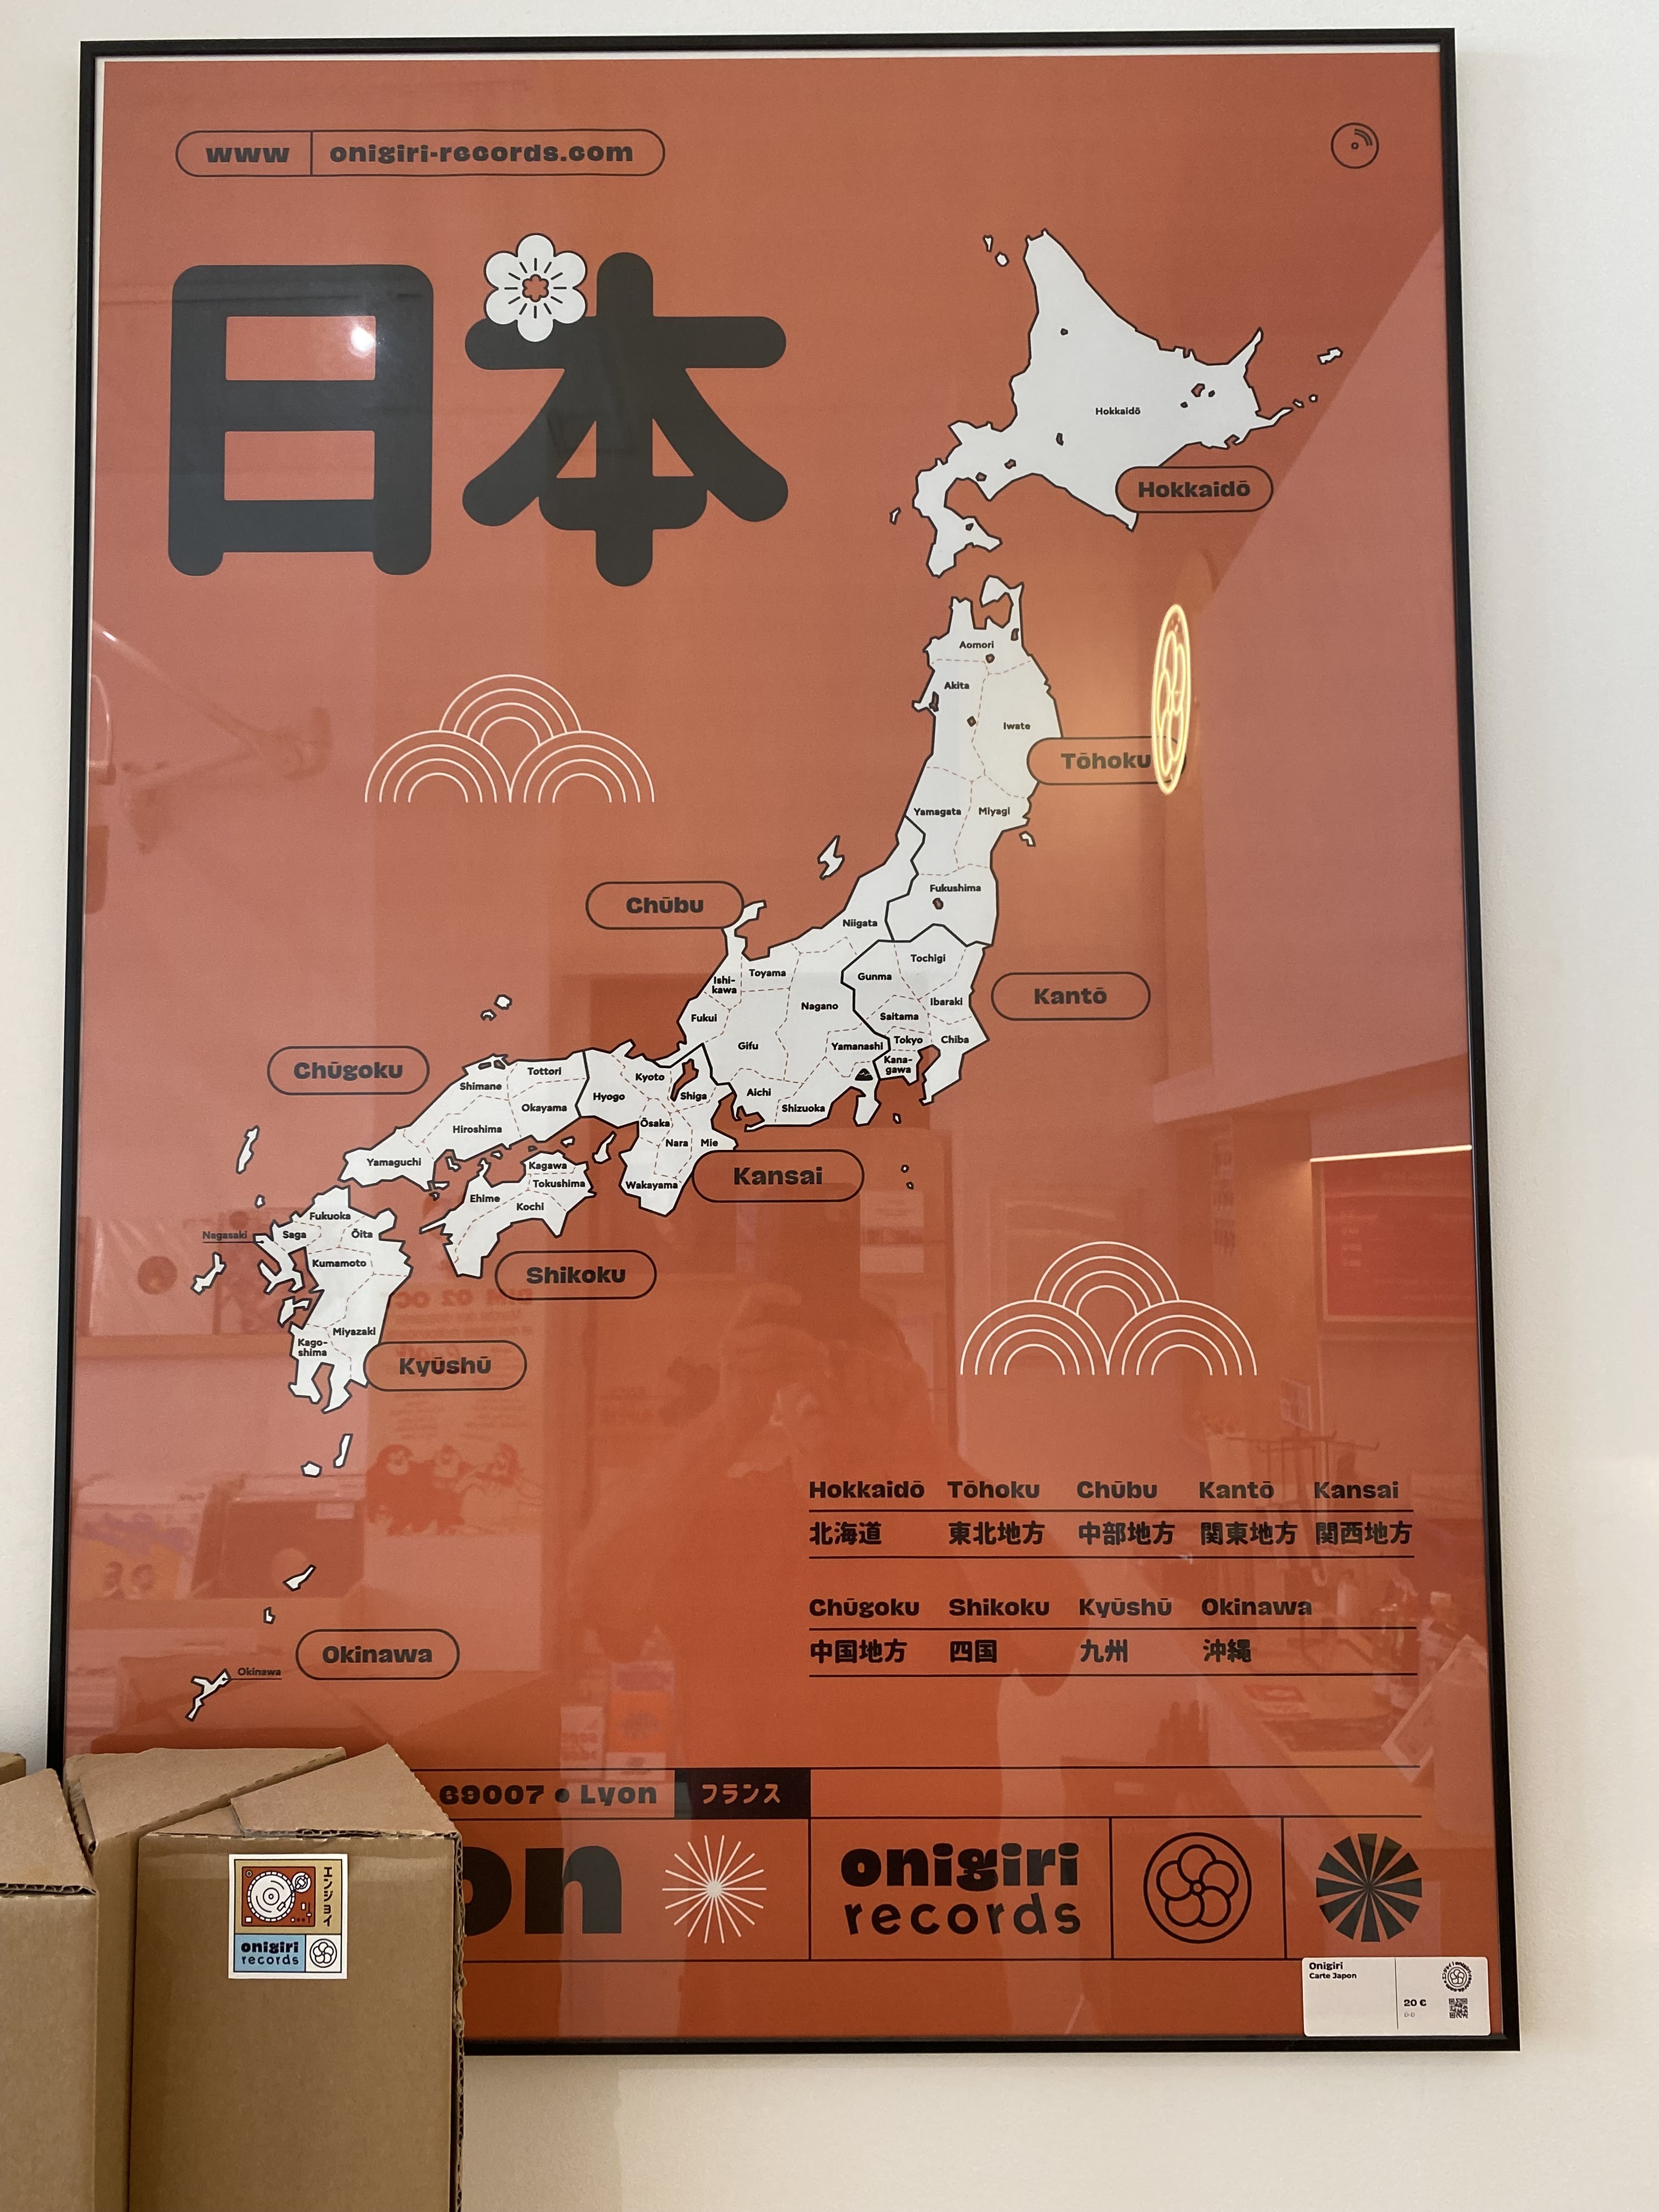 www onigiri-records.com
日本
Hokkaidō
Hokkaidō
Aomori
Akita
Iwate
Tōhoku
Yamagata Miyagi
Fukushima
Chūbu
Niigata
Tochigi
Gunma
Toyama
Ishi-
kawa
Kantō
Ibaraki
Nagano
Saitama
Fukui
Tokyo Chiba
Gifu
Yamanashi
Kana-
gawa
Chūgoku
Tottori
Shimane
Kyoto
Hyogo
Shiga
Aichi
Shizuoka
Okayama
Ōsaka
Hiroshima
Nara Mie
Yamaguchi
Kagawa
Kansai
Tokushima
Wakayama
Ehime
Kochi
Fukuoka
Nagasaki
Saga
Ōita
Kumamoto
Shikoku
Miyazaki
Kago-
shima
Kyūshū
Hokkaidō Tōhoku Chūbu Kantō Kansai
北海道 東北地方 中部地方 関東地方 関西地方
Chūgoku Shikoku Kyūshū Okinawa
中国地方 四国 九州 沖縄
Okinawa
Okinawa
69007 • Lyon フランス
on
onigiri
records
エンジョイ
onigiri
records
Onigiri
Carte Japon
20 €